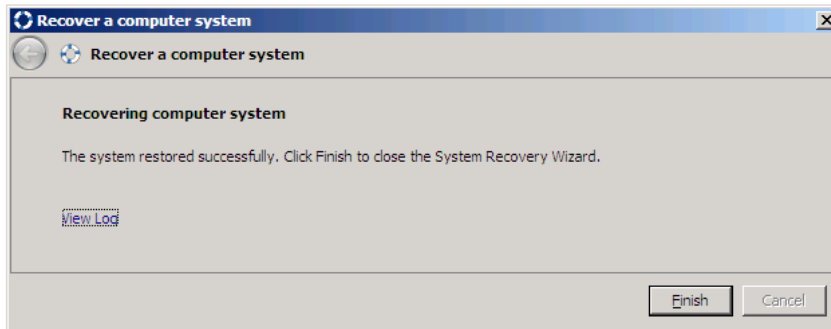 Recover a computer system
Recover a computer system
Recovering computer system
The system restored successfully. Click Finish to close the System Recovery Wizard.
View Log
Finish
Cancel